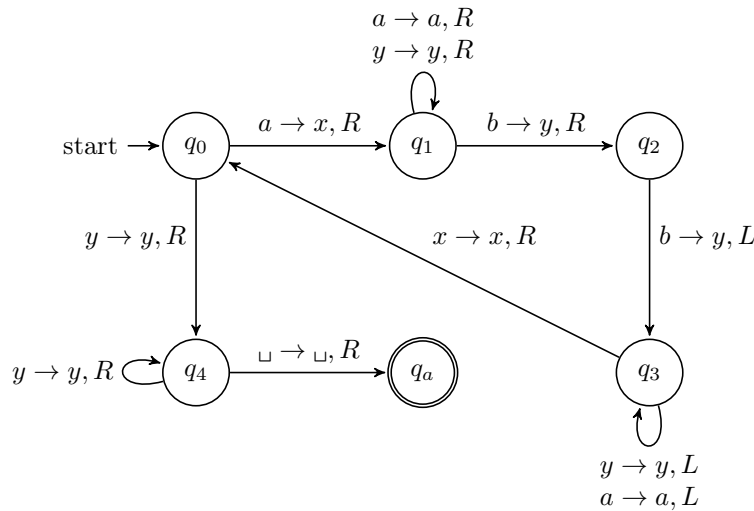 a → a, R
y → y, R
start
q₀
a → x, R
q₁
b → y, R
q₂
y → y, R
x → x, R
b → y, L
y → y, R
q₄
␣ → ␣, R
qₐ
q₃
y → y, L
a → a, L